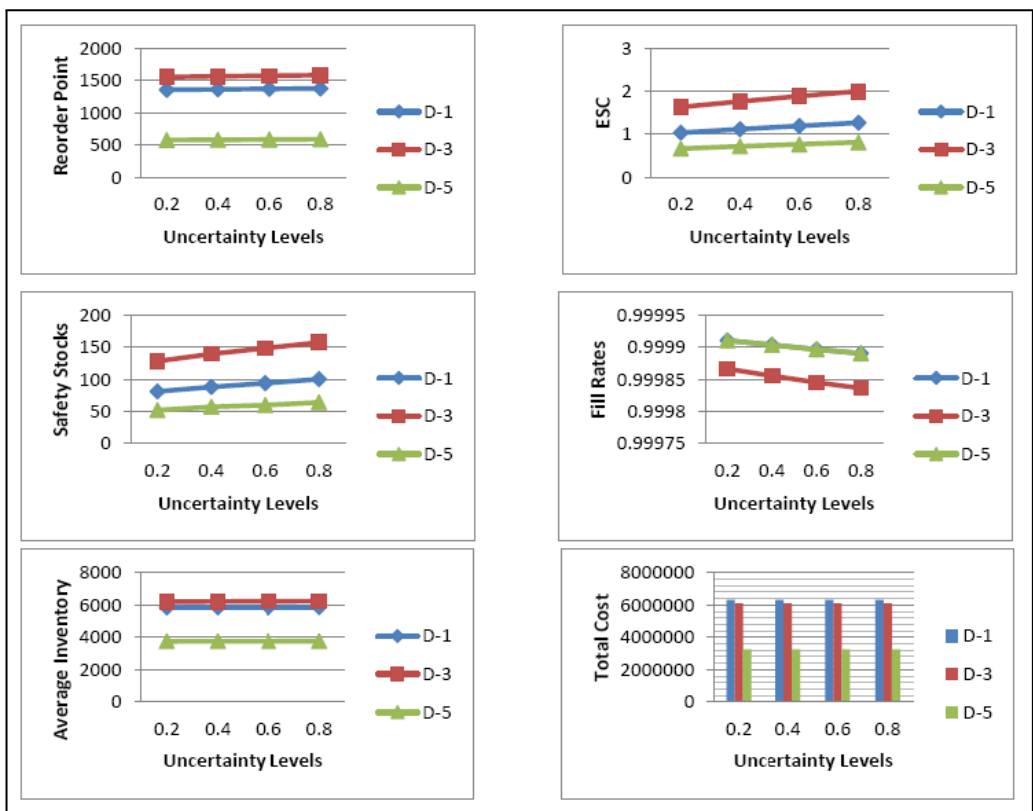 Reorder Point
2000
1500
1000
500
0
0.2 0.4 0.6 0.8
Uncertainty Levels
D-1
D-3
D-5
ESC
3
2
1
0
0.2 0.4 0.6 0.8
Uncertainty Levels
D-1
D-3
D-5
Safety Stocks
200
150
100
50
0
0.2 0.4 0.6 0.8
Uncertainty Levels
D-1
D-3
D-5
Fill Rates
0.99995
0.9999
0.99985
0.9998
0.99975
0.2 0.4 0.6 0.8
Uncertainty Levels
D-1
D-3
D-5
Average Inventory
8000
6000
4000
2000
0
0.2 0.4 0.6 0.8
Uncertainty Levels
D-1
D-3
D-5
Total Cost
8000000
6000000
4000000
2000000
0
0.2 0.4 0.6 0.8
Uncertainty Levels
D-1
D-3
D-5